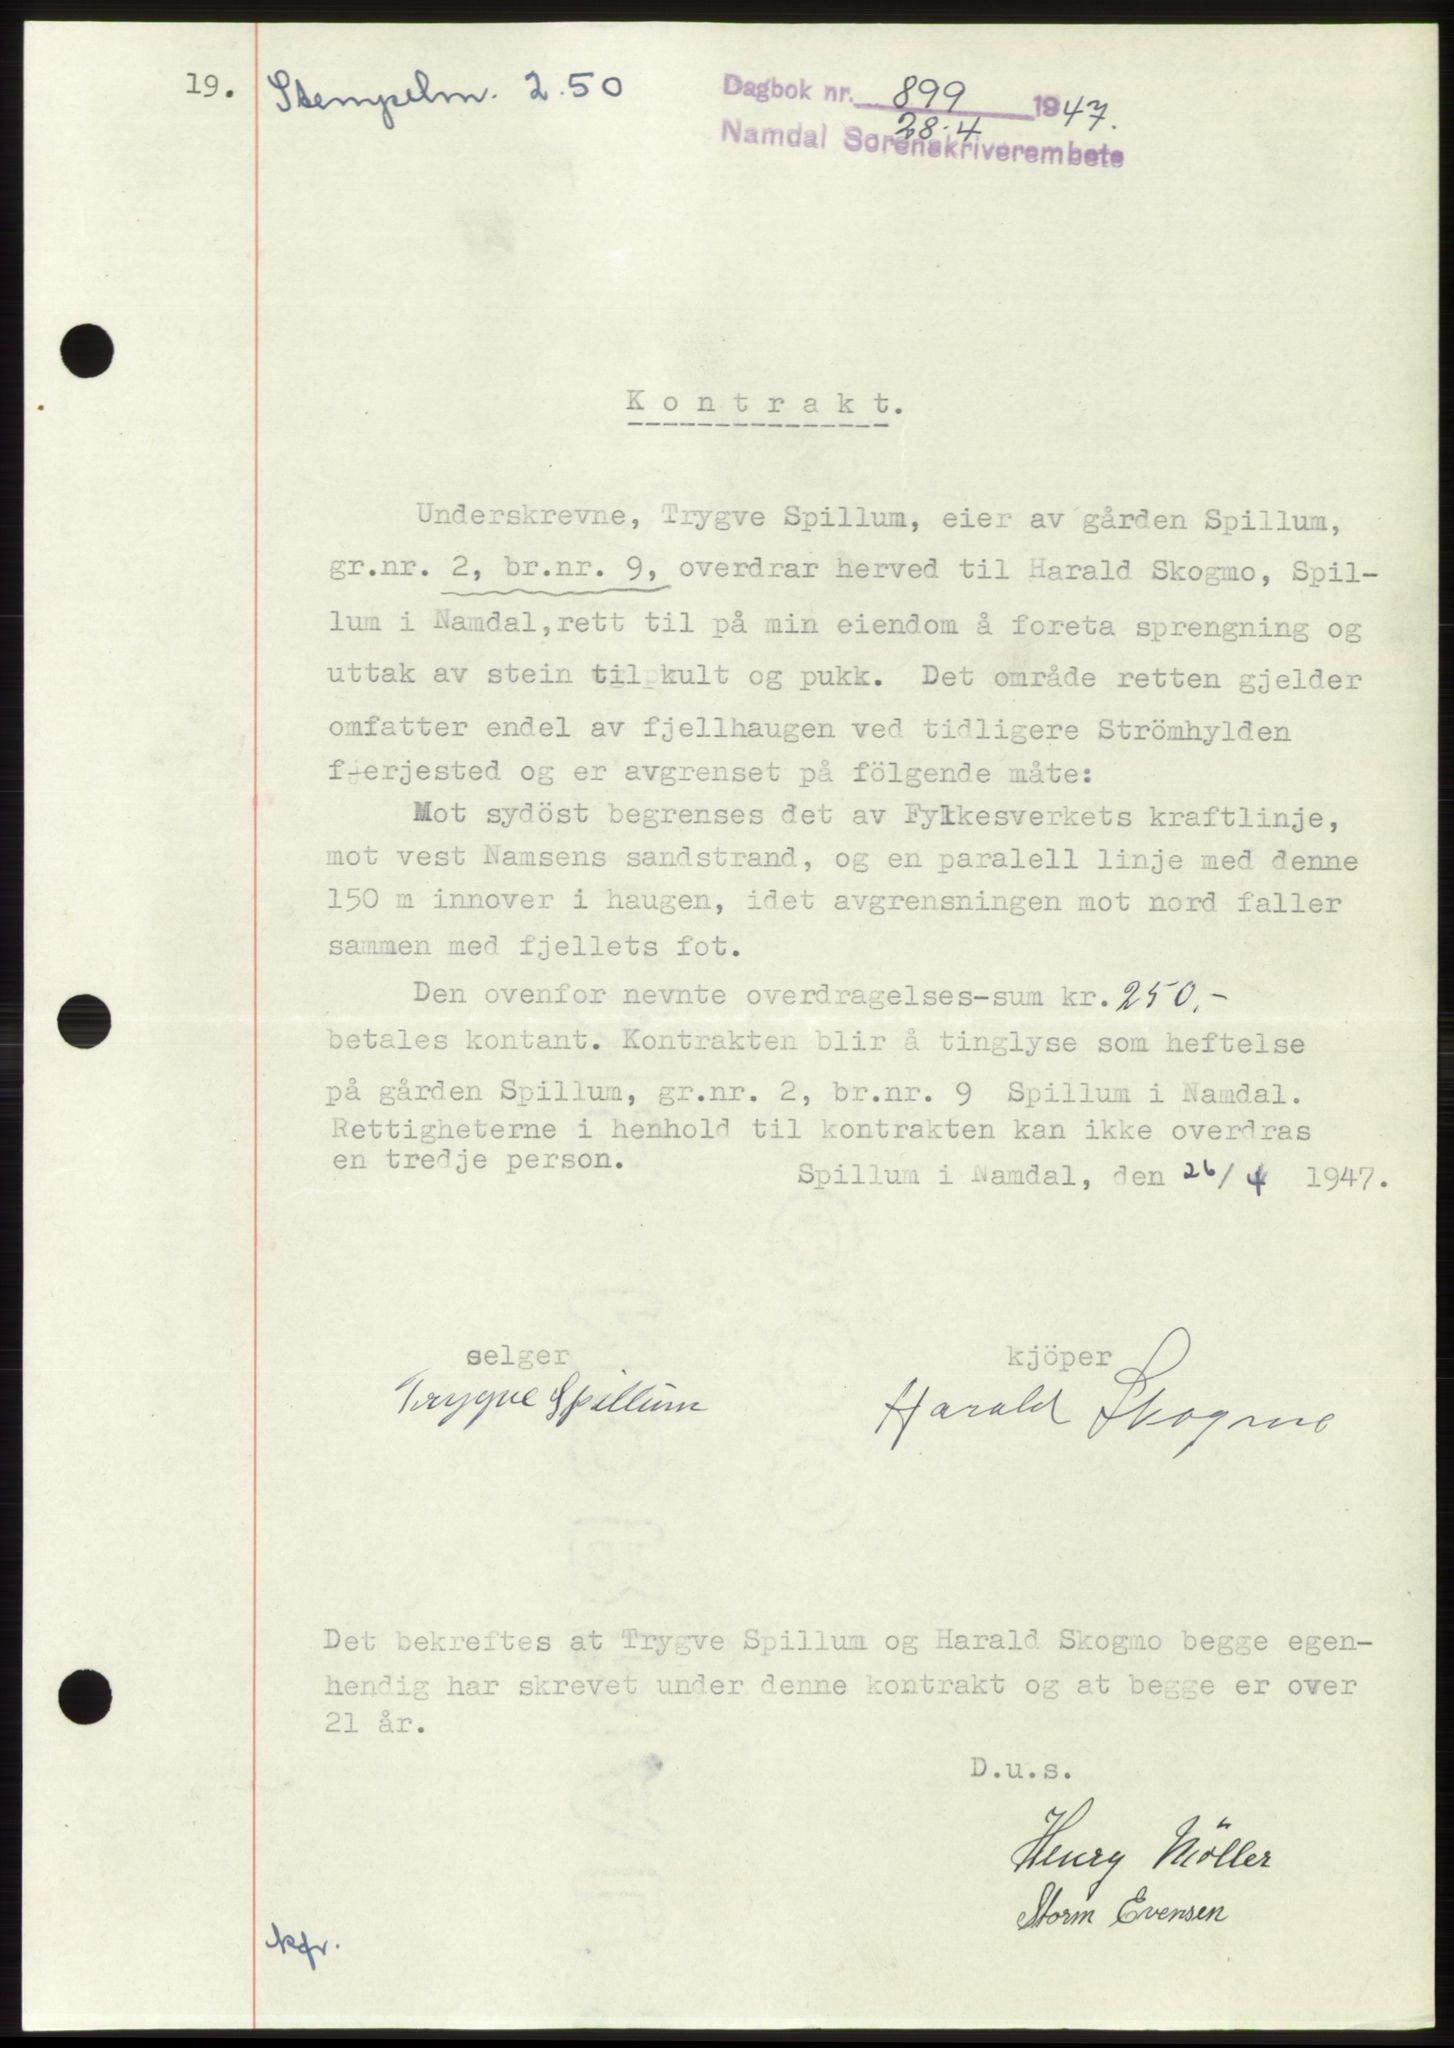 19. Stempelm. 2.50
Dagbok nr. 899 1947.
28.4
Namdal Sorenskriverembete
Kontrakt.
Underskrevne, Trygve Spillum, eier av gården Spillum,
gr.nr. 2, br.nr. 9, overdrar herved til Harald Skogmo, Spil-
lum i Namdal, rett til på min eiendom å foreta sprengning og
uttak av stein til kult og pukk. Det område retten gjelder
omfatter endel av fjellhaugen ved tidligere Strömhylden
ferjested og er avgrenset på fölgende måte:
Mot sydöst begrenses det av Fylkesverkets kraftlinje,
mot vest Namsens sandstrand, og en paralell linje med denne
150 m innover i haugen, idet avgrensningen mot nord faller
sammen med fjellets fot.
Den ovenfor nevnte overdragelses-sum kr. 250,-
betales kontant. Kontrakten blir å tinglyse som heftelse
på gården Spillum, gr.nr. 2, br.nr. 9 Spillum i Namdal.
Rettigheterne i henhold til kontrakten kan ikke overdras
en tredje person.
Spillum i Namdal, den 26/4 1947.
selger kjöper
Trygve Spillum Harald Skogmo
Det bekreftes at Trygve Spillum og Harald Skogmo begge egen-
hendig har skrevet under denne kontrakt og at begge er over
21 år.
D.u.s.
Henry Möller
Storm Evensen
kfr.